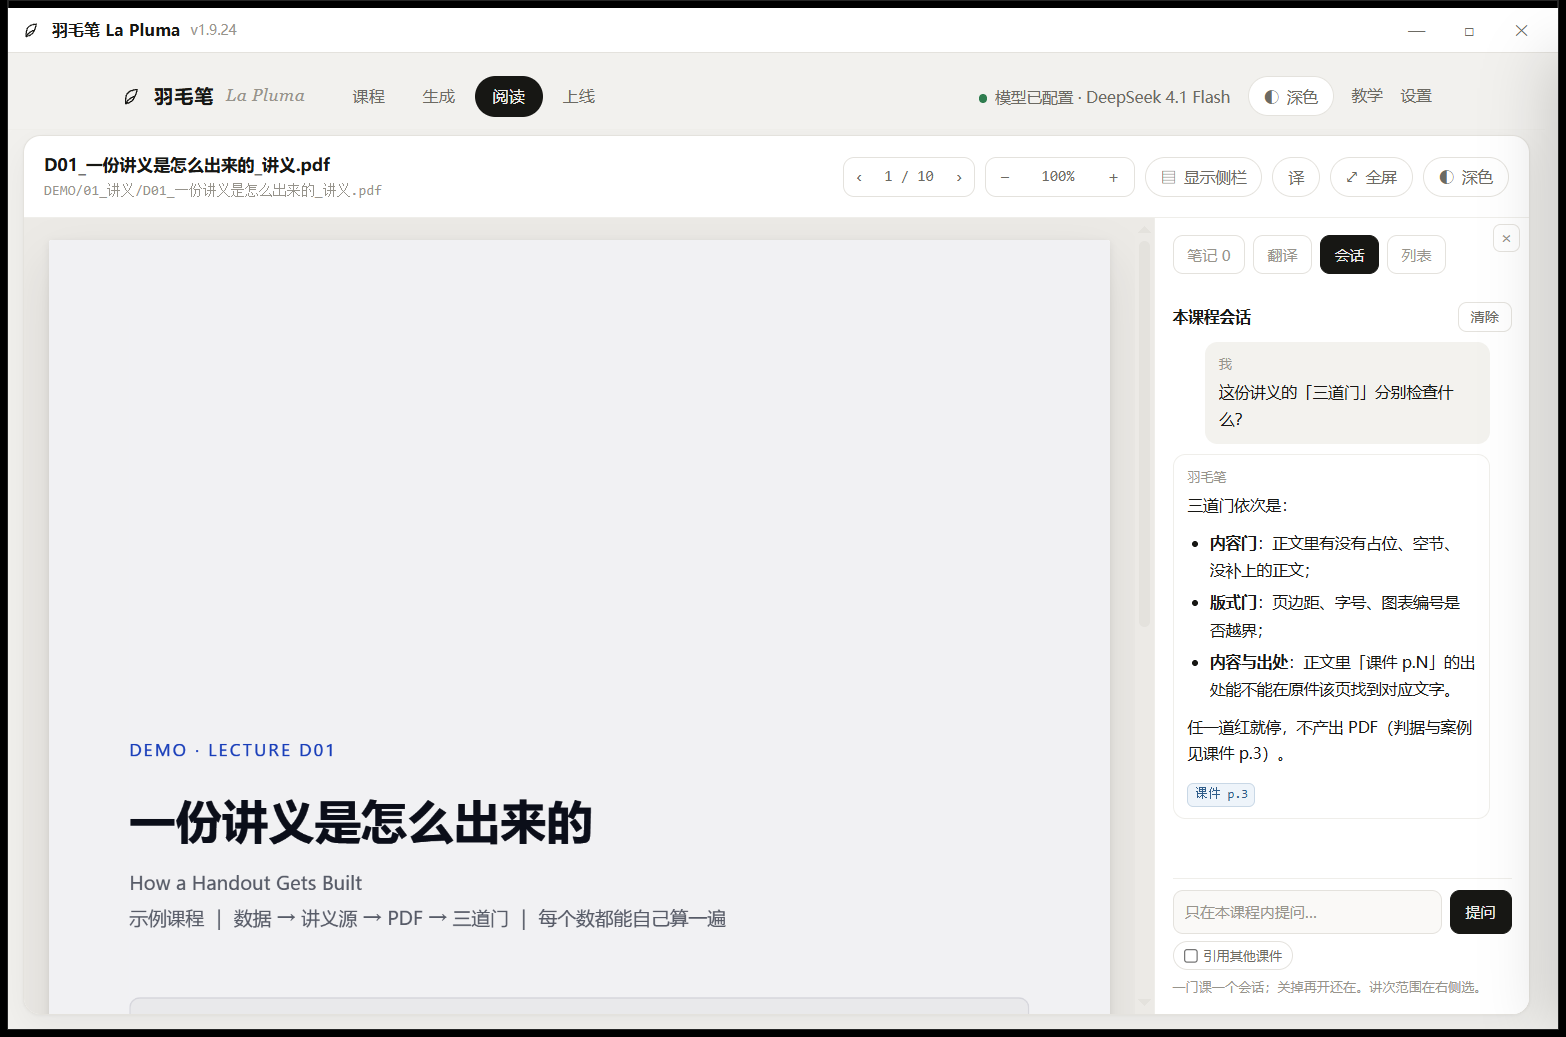 羽毛笔 La Pluma v1.9.24
羽毛笔 La Pluma 课程 生成 阅读 上线 模型已配置 · DeepSeek 4.1 Flash 深色 教学 设置
D01_一份讲义是怎么出来的_讲义.pdf
DEMO/01_讲义/D01_一份讲义是怎么出来的_讲义.pdf
‹ 1 / 10 › − 100% + 显示侧栏 译 全屏 深色
DEMO · LECTURE D01
一份讲义是怎么出来的
How a Handout Gets Built
示例课程 | 数据 → 讲义源 → PDF → 三道门 | 每个数都能自己算一遍
笔记 0 翻译 会话 列表
本课程会话 清除
我
这份讲义的「三道门」分别检查什
么?
羽毛笔
三道门依次是：
• 内容门：正文里有没有占位、空节、
没补上的正文；
• 版式门：页边距、字号、图表编号是
否越界；
• 内容与出处：正文里「课件 p.N」的出
处能不能在原件该页找到对应文字。
任一道红就停，不产出 PDF（判据与案例
见课件 p.3）。
课件 p.3
只在本课程内提问... 提问
引用其他课件
一门课一个会话；关掉再开还在。讲次范围在右侧选。